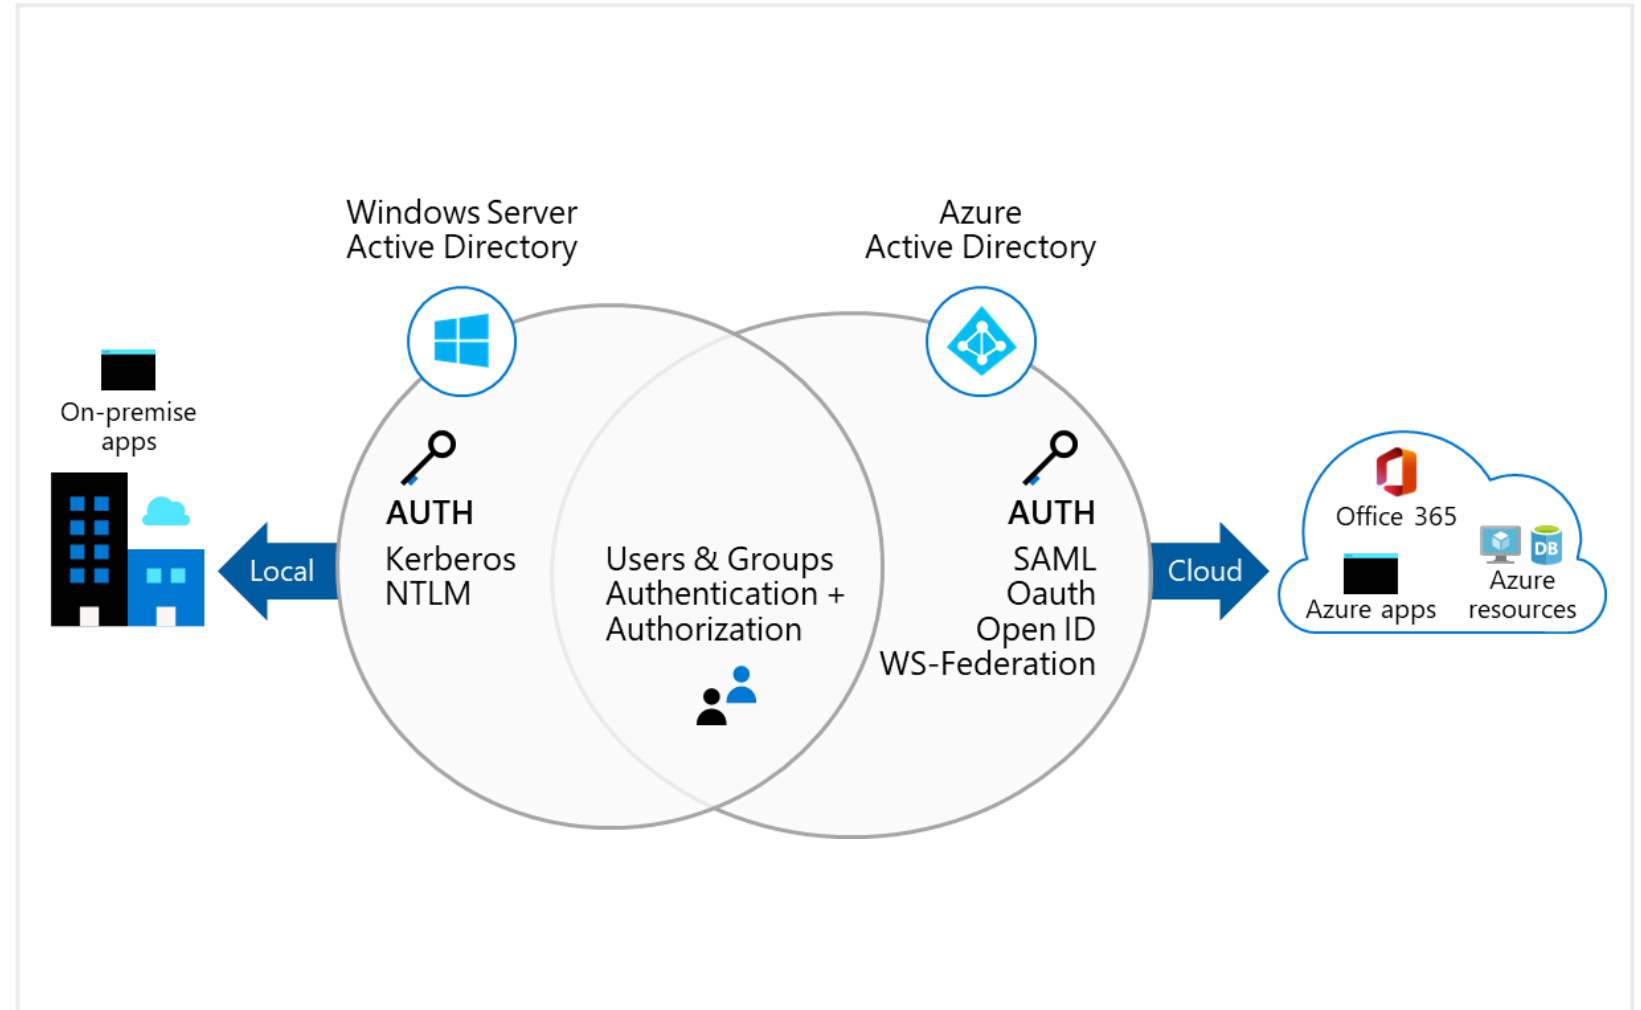 Windows Server
Active Directory
Azure
Active Directory
On-premise
apps
Local
AUTH
Kerberos
NTLM
Users & Groups
Authentication +
Authorization
AUTH
SAML
Oauth
Open ID
WS-Federation
Cloud
Office 365
DB
Azure apps
Azure
resources